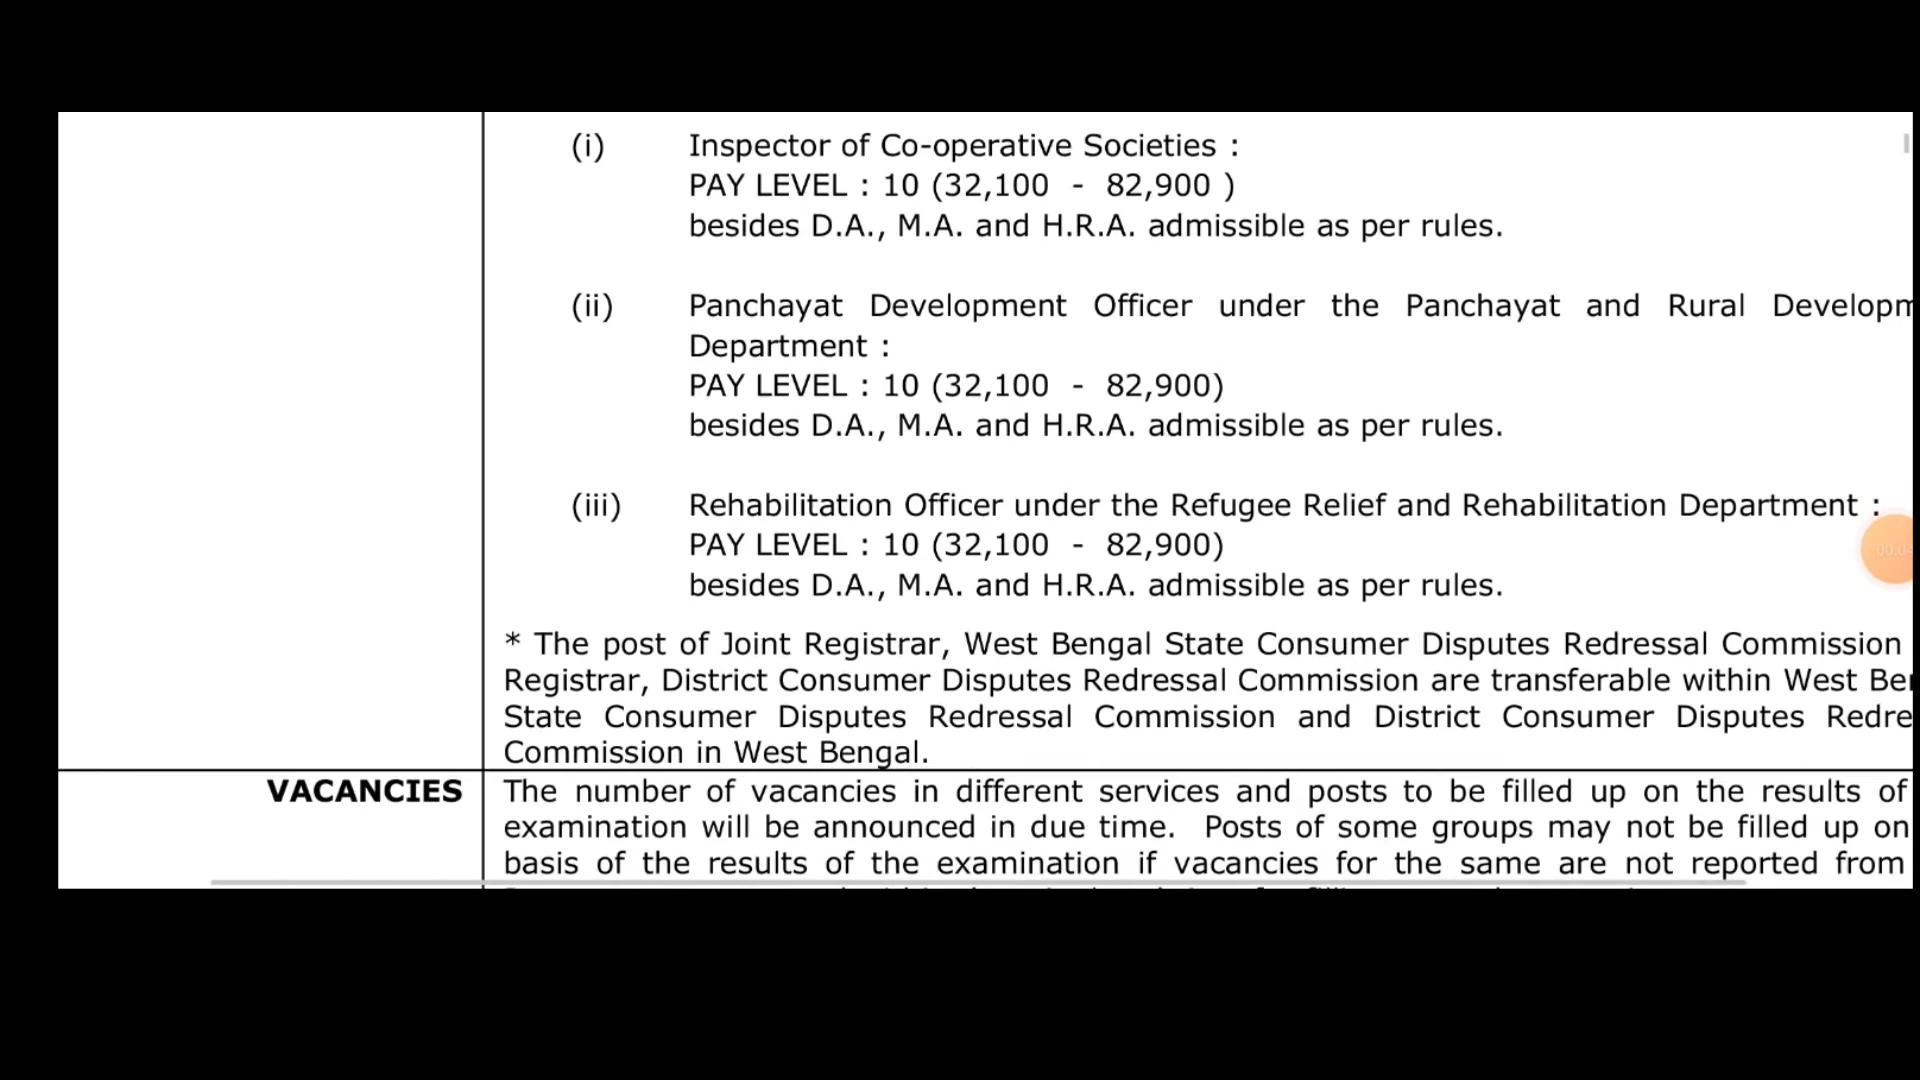 (i) Inspector of Co-operative Societies :
PAY LEVEL : 10 (32,100 - 82,900 )
besides D.A., M.A. and H.R.A. admissible as per rules.
(ii) Panchayat Development Officer under the Panchayat and Rural Developm
Department :
PAY LEVEL : 10 (32,100 - 82,900)
besides D.A., M.A. and H.R.A. admissible as per rules.
(iii) Rehabilitation Officer under the Refugee Relief and Rehabilitation Department :
PAY LEVEL : 10 (32,100 - 82,900)
besides D.A., M.A. and H.R.A. admissible as per rules.
* The post of Joint Registrar, West Bengal State Consumer Disputes Redressal Commission
Registrar, District Consumer Disputes Redressal Commission are transferable within West Ben
State Consumer Disputes Redressal Commission and District Consumer Disputes Redre
Commission in West Bengal.
VACANCIES The number of vacancies in different services and posts to be filled up on the results of
examination will be announced in due time. Posts of some groups may not be filled up on
basis of the results of the examination if vacancies for the same are not reported from